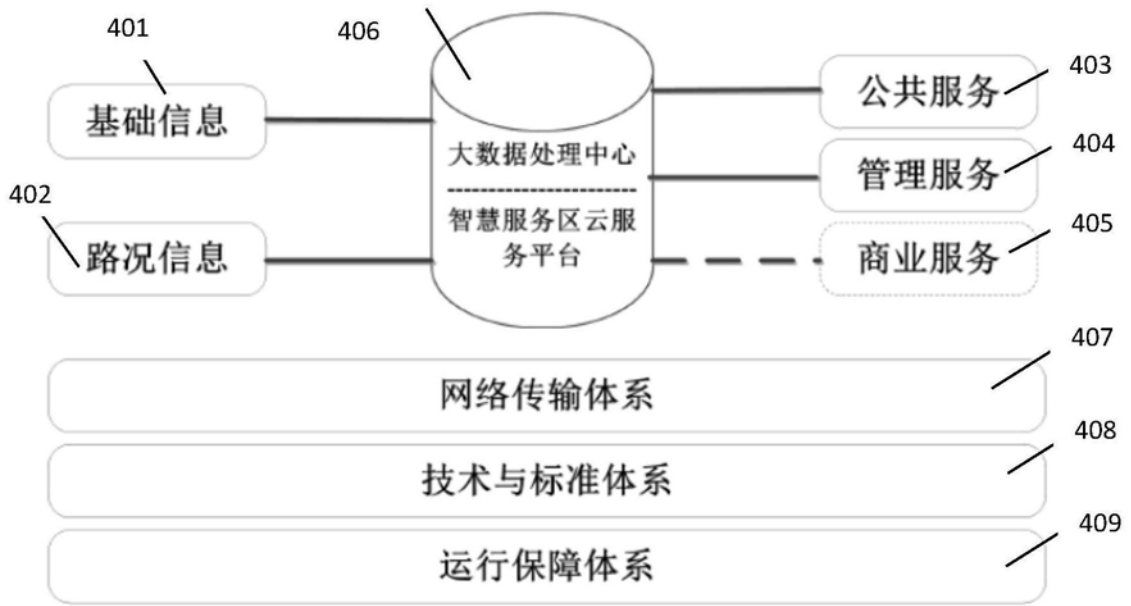 401
406
403
基础信息
公共服务
大数据处理中心
404
管理服务
402
智慧服务区云服
务平台
405
路况信息
商业服务
407
网络传输体系
408
技术与标准体系
409
运行保障体系